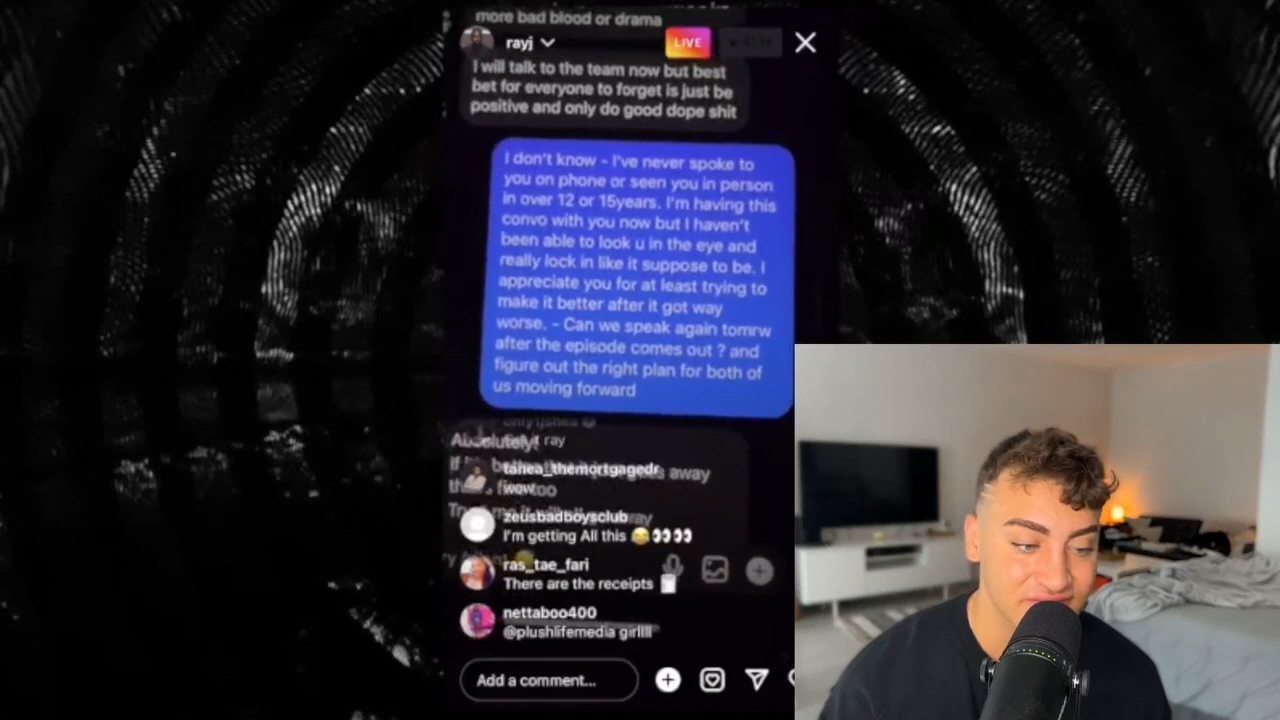 more bad blood or drama
rayj
LIVE
I will talk to the team now but best
bet for everyone to forget is just be
positive and only do good dope shit
I don't know - I've never spoke to
you on phone or seen you in person
in over 12 or 15years. I'm having this
convo with you now but I haven't
been able to look u in the eye and
really lock in like it suppose to be. I
appreciate you for at least trying to
make it better after it got way
worse. - Can we speak again tomrw
after the episode comes out ? and
figure out the right plan for both of
us moving forward
Absolutely!
ray
tahea_themortgagedr
away
wow
too
zeusbadboysclub
I'm getting All this 😂👀👀
ras_tae_fari
There are the receipts
nettaboo400
@plushlifemedia girllll
Add a comment...